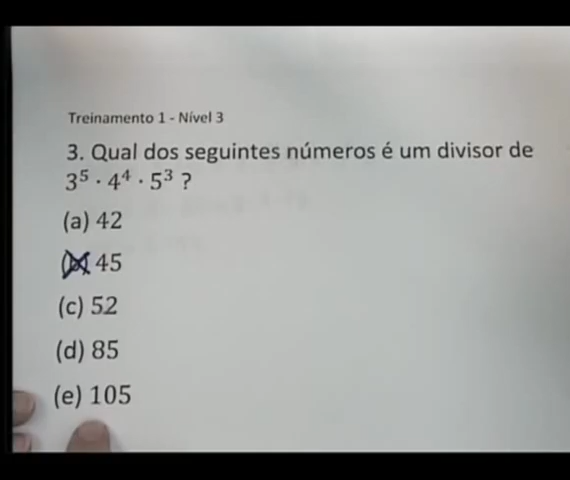 Treinamento 1 - Nível 3
3. Qual dos seguintes números é um divisor de
3⁵ · 4⁴ · 5³ ?
(a) 42
(b) 45
(c) 52
(d) 85
(e) 105